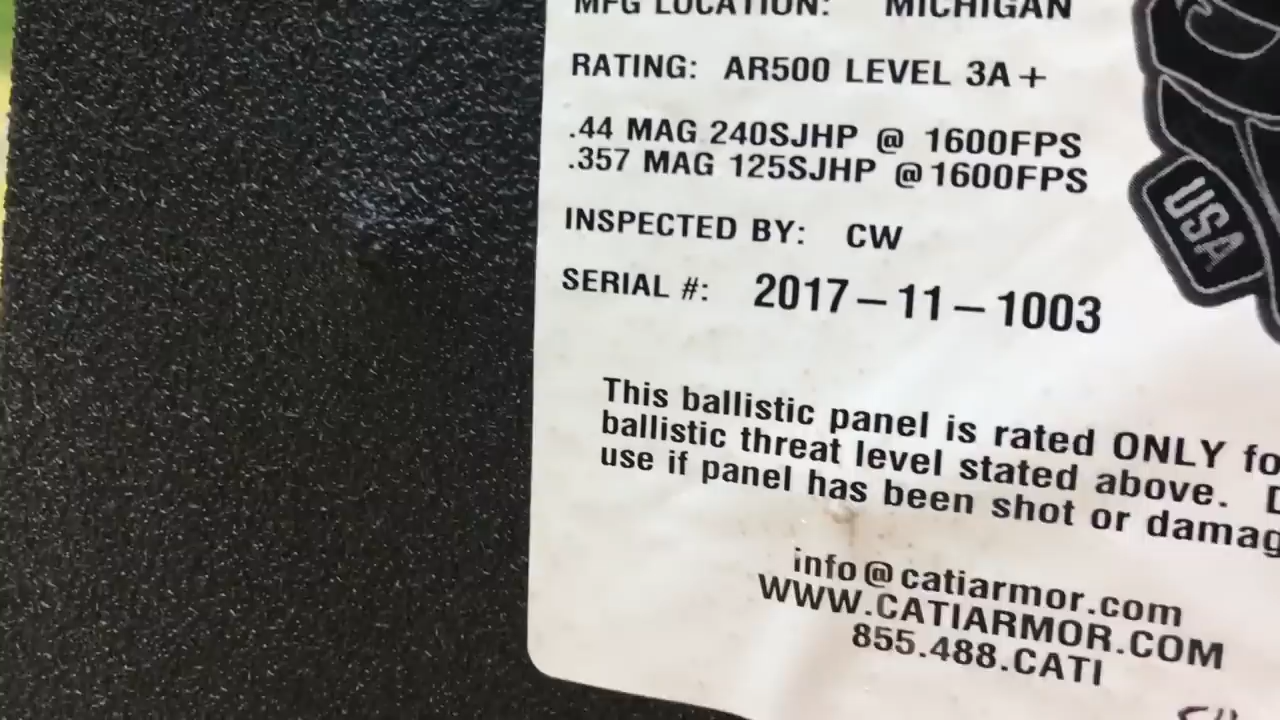 MFG LOCATION: MICHIGAN
RATING: AR500 LEVEL 3A+
.44 MAG 240SJHP @ 1600FPS
.357 MAG 125SJHP @1600FPS
INSPECTED BY: CW
SERIAL #: 2017-11-1003
USA
This ballistic panel is rated ONLY fo
ballistic threat level stated above. D
use if panel has been shot or damag
info@catiarmor.com
WWW.CATIARMOR.COM
855.488.CATI